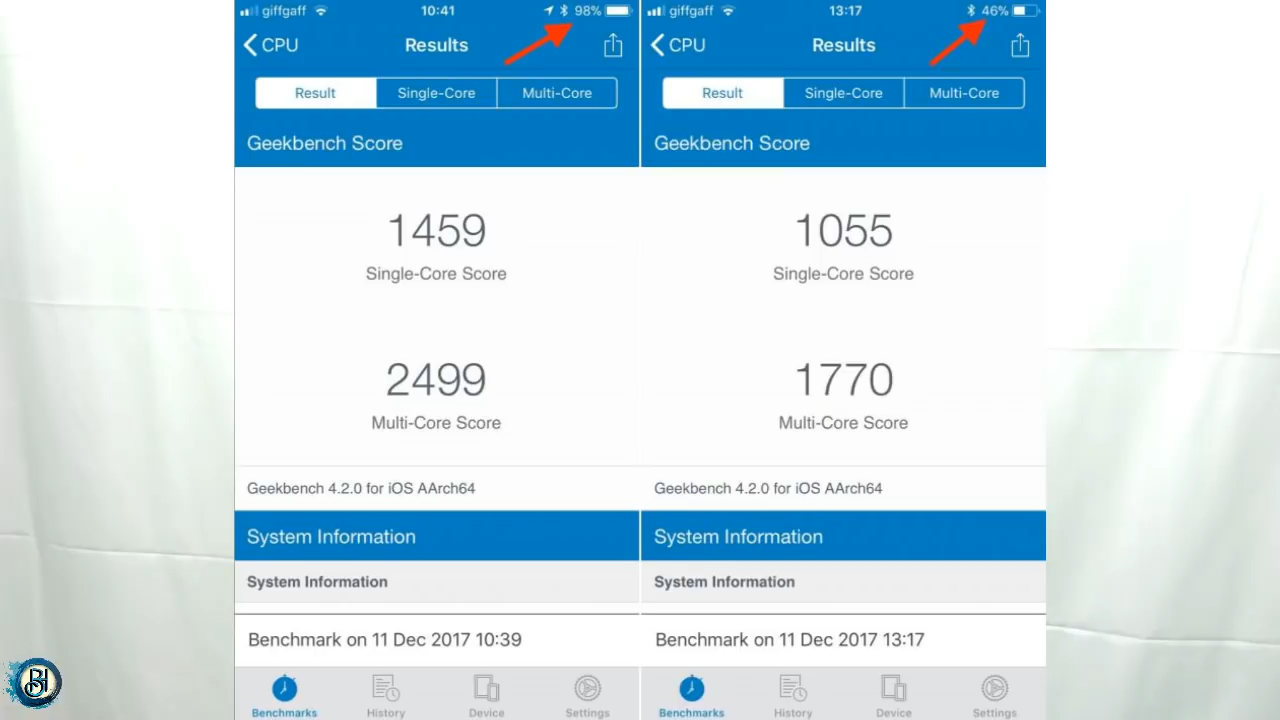 giffgaff 10:41 98%
CPU Results
Result Single-Core Multi-Core
Geekbench Score
1459
Single-Core Score
2499
Multi-Core Score
Geekbench 4.2.0 for iOS AArch64
System Information
System Information
Benchmark on 11 Dec 2017 10:39
Benchmarks History Device Settings
giffgaff 13:17 46%
CPU Results
Result Single-Core Multi-Core
Geekbench Score
1055
Single-Core Score
1770
Multi-Core Score
Geekbench 4.2.0 for iOS AArch64
System Information
System Information
Benchmark on 11 Dec 2017 13:17
Benchmarks History Device Settings